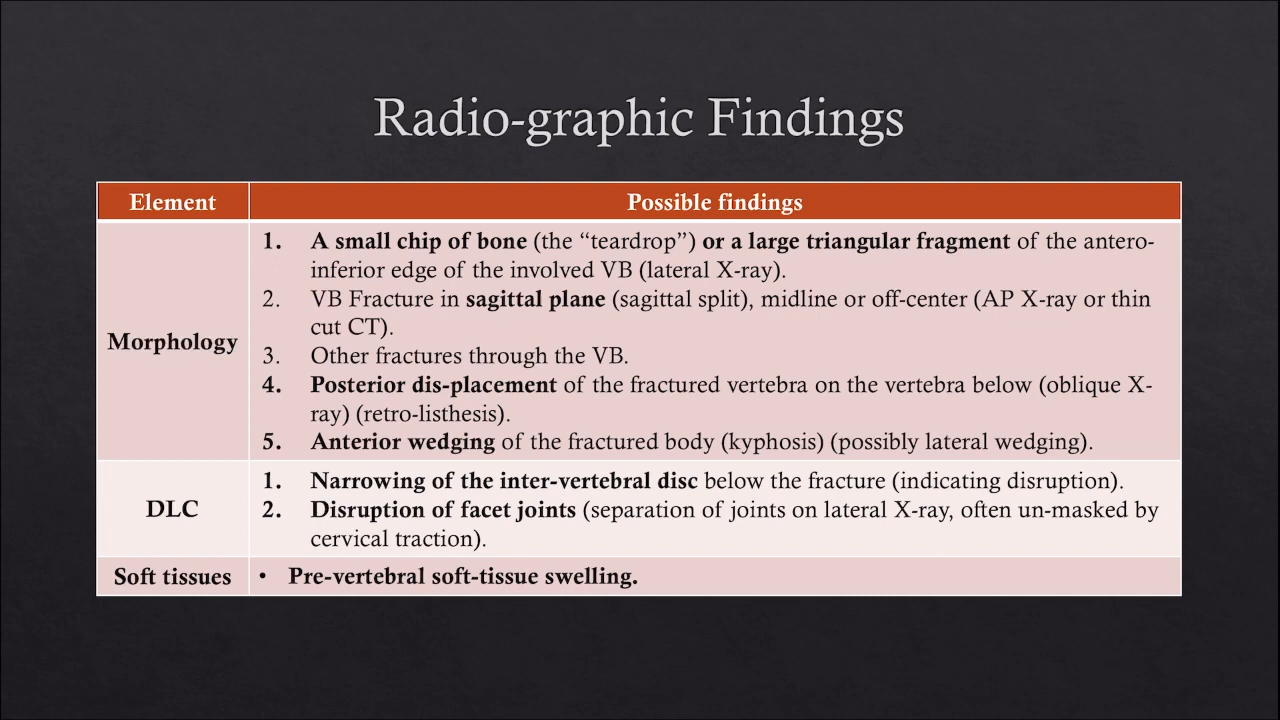 Radio-graphic Findings
Element
Possible findings
Morphology
1. A small chip of bone (the “teardrop”) or a large triangular fragment of the antero-
inferior edge of the involved VB (lateral X-ray).
2. VB Fracture in sagittal plane (sagittal split), midline or off-center (AP X-ray or thin
cut CT).
3. Other fractures through the VB.
4. Posterior dis-placement of the fractured vertebra on the vertebra below (oblique X-
ray) (retro-listhesis).
5. Anterior wedging of the fractured body (kyphosis) (possibly lateral wedging).
DLC
1. Narrowing of the inter-vertebral disc below the fracture (indicating disruption).
2. Disruption of facet joints (separation of joints on lateral X-ray, often un-masked by
cervical traction).
Soft tissues
• Pre-vertebral soft-tissue swelling.